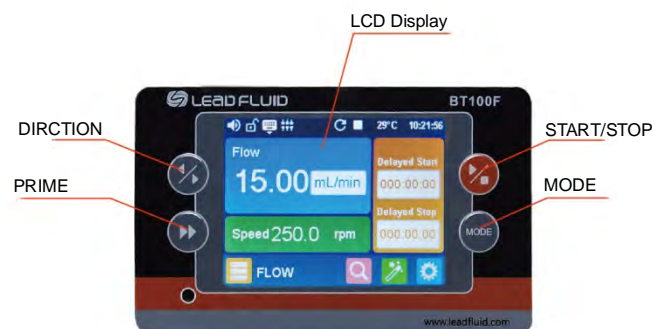 LCD Display
LEADFLUID
BT100F
DIRCTION
START/STOP
PRIME
MODE
29°C 10:21:56
Flow
15.00 mL/min
Delayed Start
000:00:00
Delayed Stop
000:00:00
Speed 250.0 rpm
MODE
FLOW
www.leadfluid.com